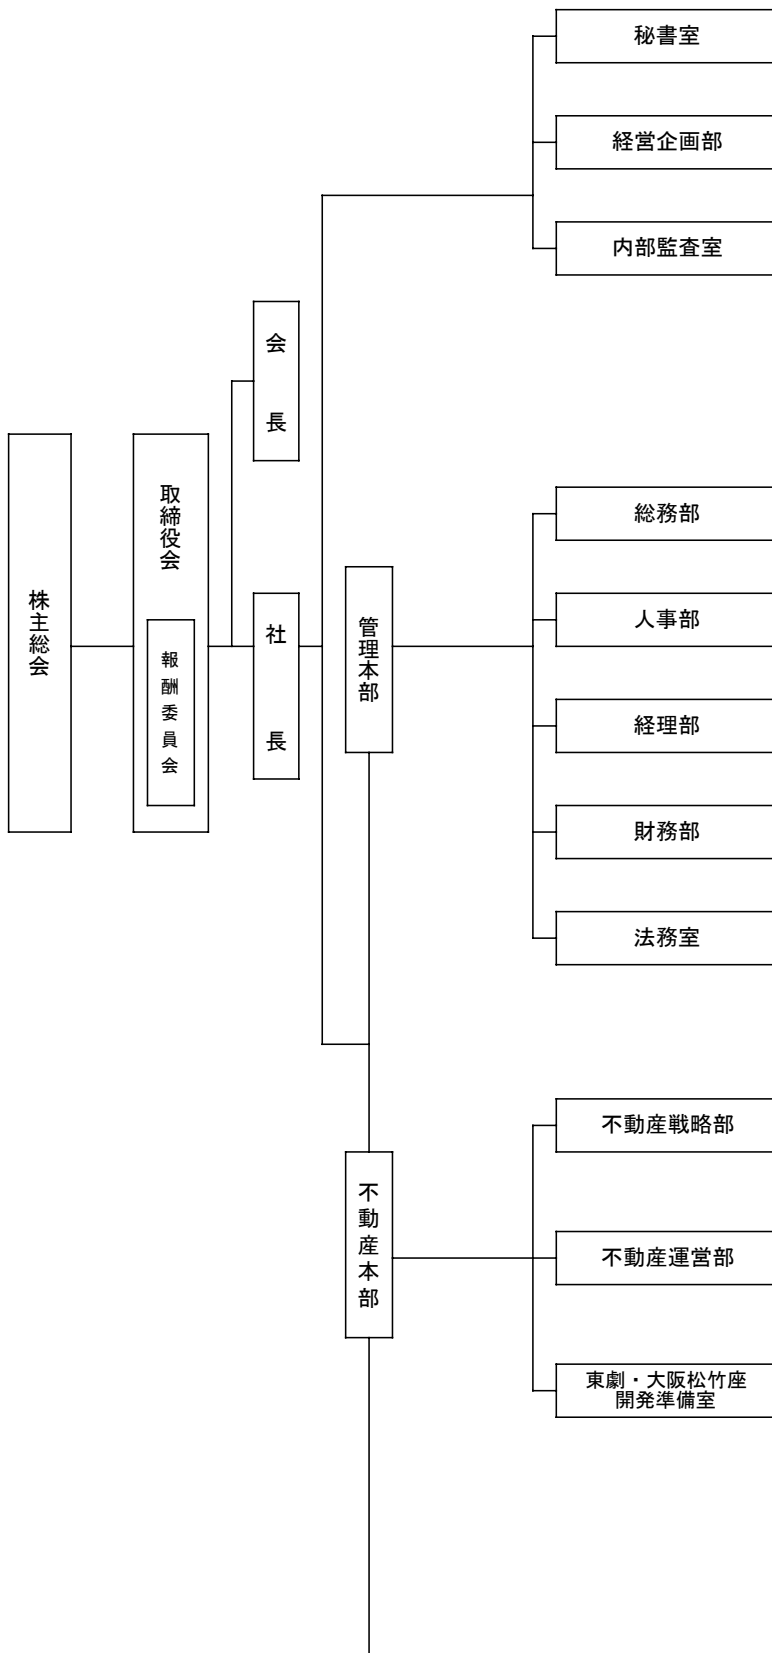 株主総会
取締役会
報酬委員会
会長
社長
秘書室
経営企画部
内部監査室
管理本部
総務部
人事部
経理部
財務部
法務室
不動産本部
不動産戦略部
不動産運営部
東劇・大阪松竹座
開発準備室